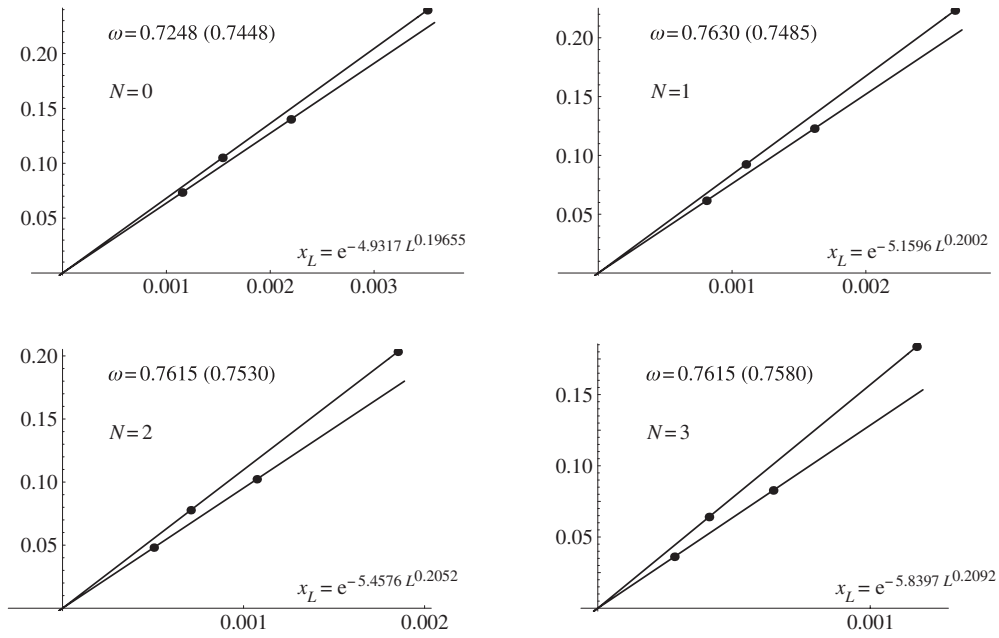 0.20
0.15
0.10
0.05
ω=0.7248 (0.7448)
N=0
x_L = e^{-4.9317 L^{0.19655}}
0.001 0.002 0.003
0.20
0.15
0.10
0.05
ω=0.7630 (0.7485)
N=1
x_L = e^{-5.1596 L^{0.2002}}
0.001 0.002
0.20
0.15
0.10
0.05
ω=0.7615 (0.7530)
N=2
x_L = e^{-5.4576 L^{0.2052}}
0.001 0.002
0.15
0.10
0.05
ω=0.7615 (0.7580)
N=3
x_L = e^{-5.8397 L^{0.2092}}
0.001